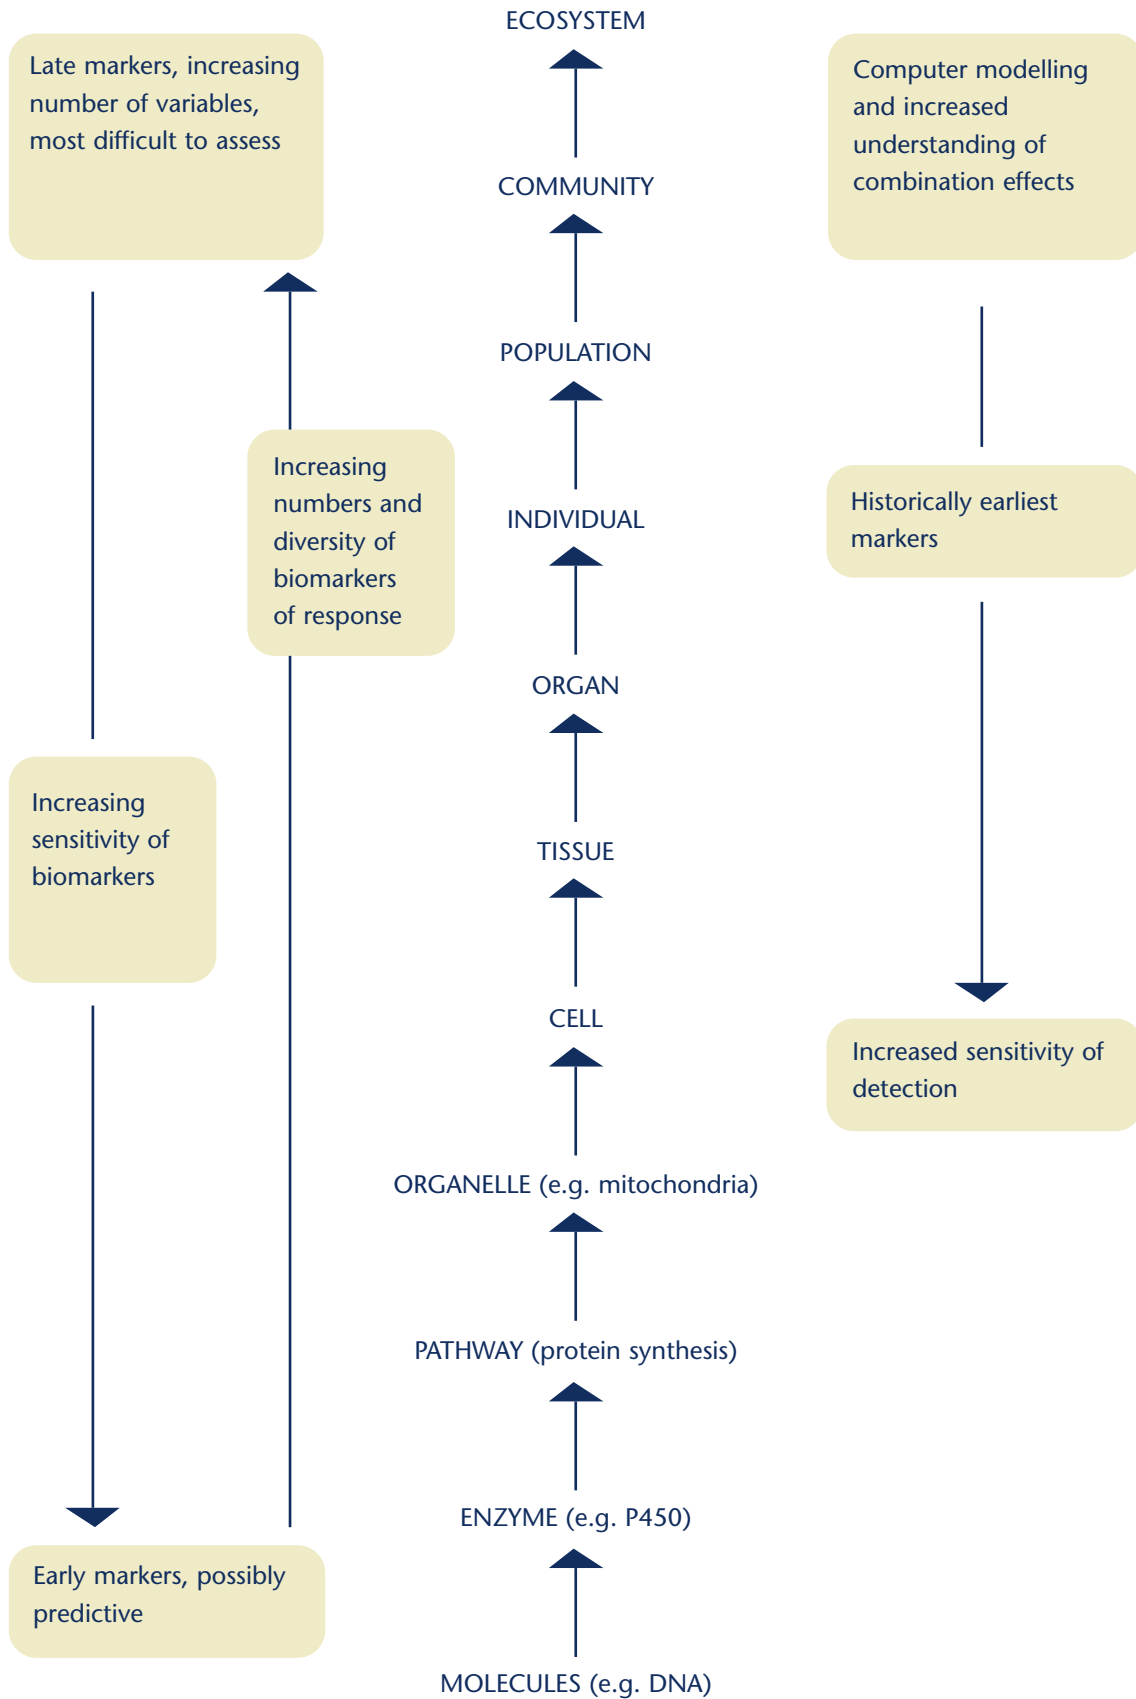 ECOSYSTEM
Late markers, increasing
number of variables,
most difficult to assess
Computer modelling
and increased
understanding of
combination effects
COMMUNITY
POPULATION
Increasing
numbers and
diversity of
biomarkers
of response
Historically earliest
markers
INDIVIDUAL
ORGAN
Increasing
sensitivity of
biomarkers
TISSUE
CELL
Increased sensitivity of
detection
ORGANELLE (e.g. mitochondria)
PATHWAY (protein synthesis)
ENZYME (e.g. P450)
Early markers, possibly
predictive
MOLECULES (e.g. DNA)